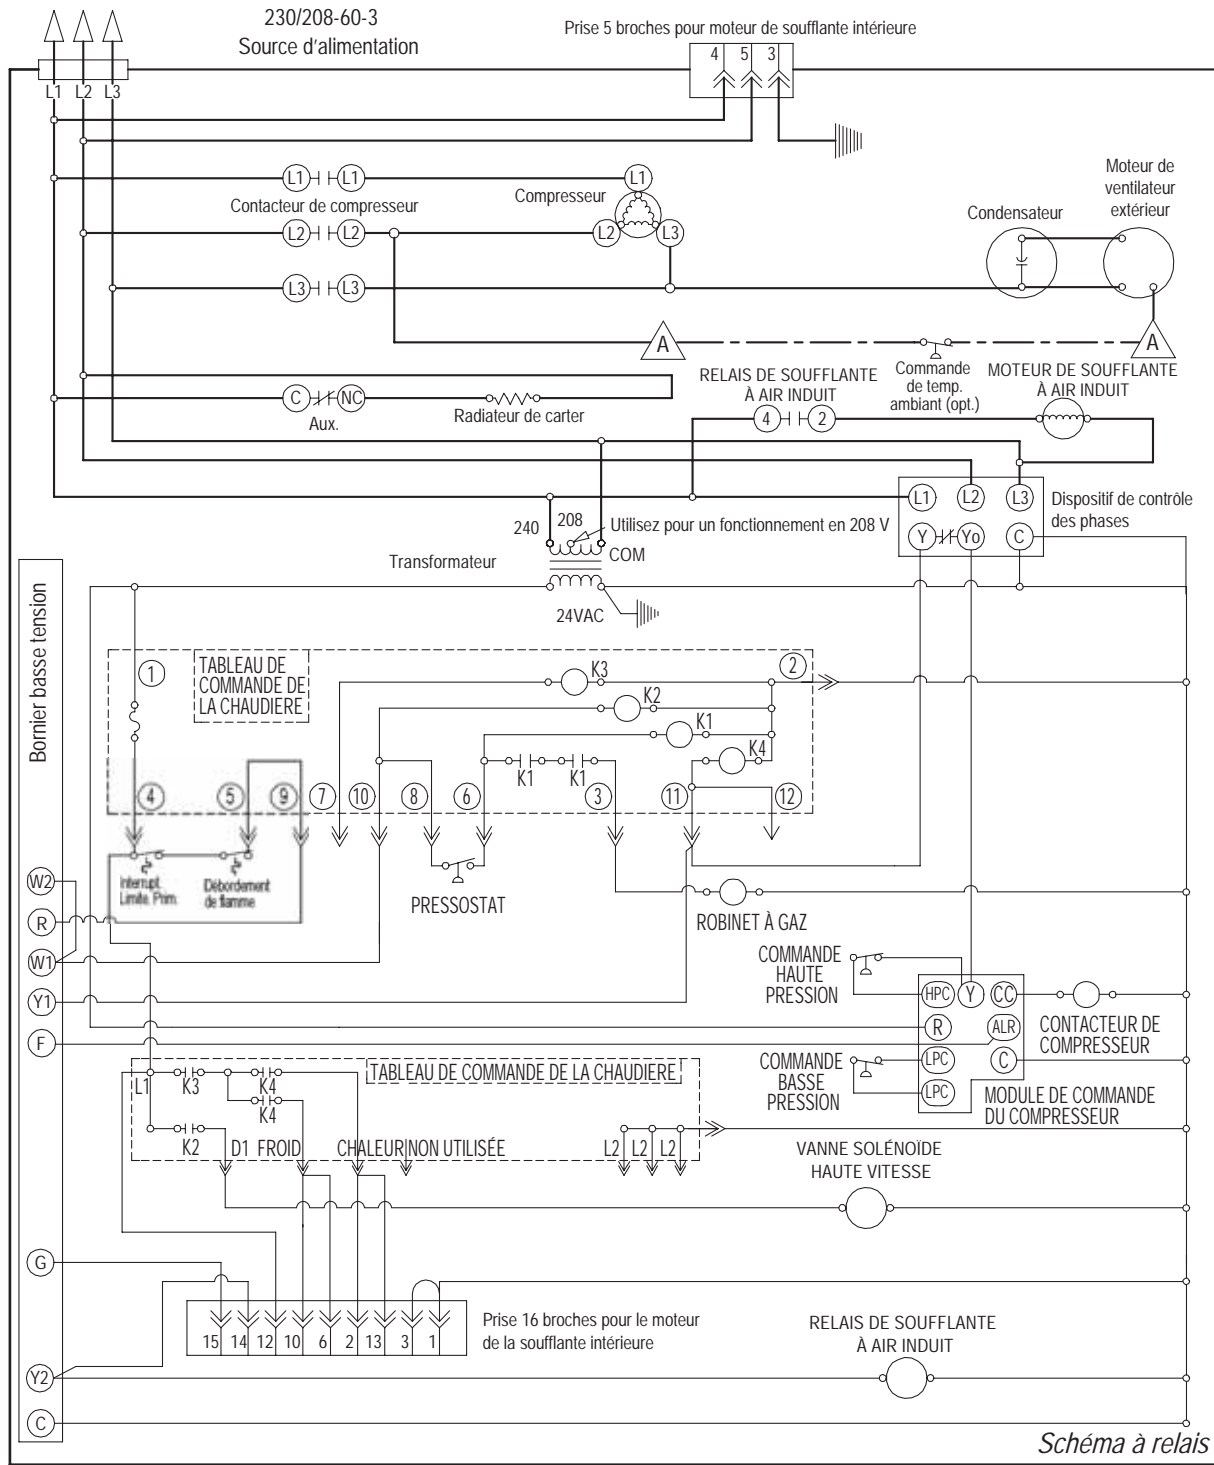 230/208-60-3
Source d'alimentation
Prise 5 broches pour moteur de soufflante intérieure
4 5 3
L1 L2 L3
L1 L1
L1
Contacteur de compresseur
Compresseur
L2 L2
L2 L3
L3 L3
Condensateur
Moteur de
ventilateur
extérieur
A
A
Commande
de temp.
ambiant (opt.)
C NC
Aux.
Radiateur de carter
RELAIS DE SOUFFLANTE
À AIR INDUIT
4 2
MOTEUR DE SOUFFLANTE
À AIR INDUIT
L1 L2 L3
Y Yo C
Dispositif de contrôle
des phases
240
208
Utilisez pour un fonctionnement en 208 V
COM
Transformateur
24VAC
Bornier basse tension
TABLEAU DE
COMMANDE DE
LA CHAUDIERE
1
K3
2
K2
K1
K4
K1 K1
4 5 9 7 10 8 6 3 11 12
Interrupt.
Limite. Prim.
Débordement
de flamme
PRESSOSTAT
ROBINET À GAZ
W2
R
W1
Y1
F
COMMANDE
HAUTE
PRESSION
HPC Y CC
R ALR
LPC C
LPC
CONTACTEUR DE
COMPRESSEUR
COMMANDE
BASSE
PRESSION
MODULE DE COMMANDE
DU COMPRESSEUR
TABLEAU DE COMMANDE DE LA CHAUDIERE
L1 K3 K4
K4
K2 D1 FROID CHALEUR NON UTILISÉE L2 L2 L2
VANNE SOLÉNOÏDE
HAUTE VITESSE
G
15 14 12 10 6 2 13 3 1
Prise 16 broches pour le moteur
de la soufflante intérieure
RELAIS DE SOUFFLANTE
À AIR INDUIT
Y2
C
Schéma à relais